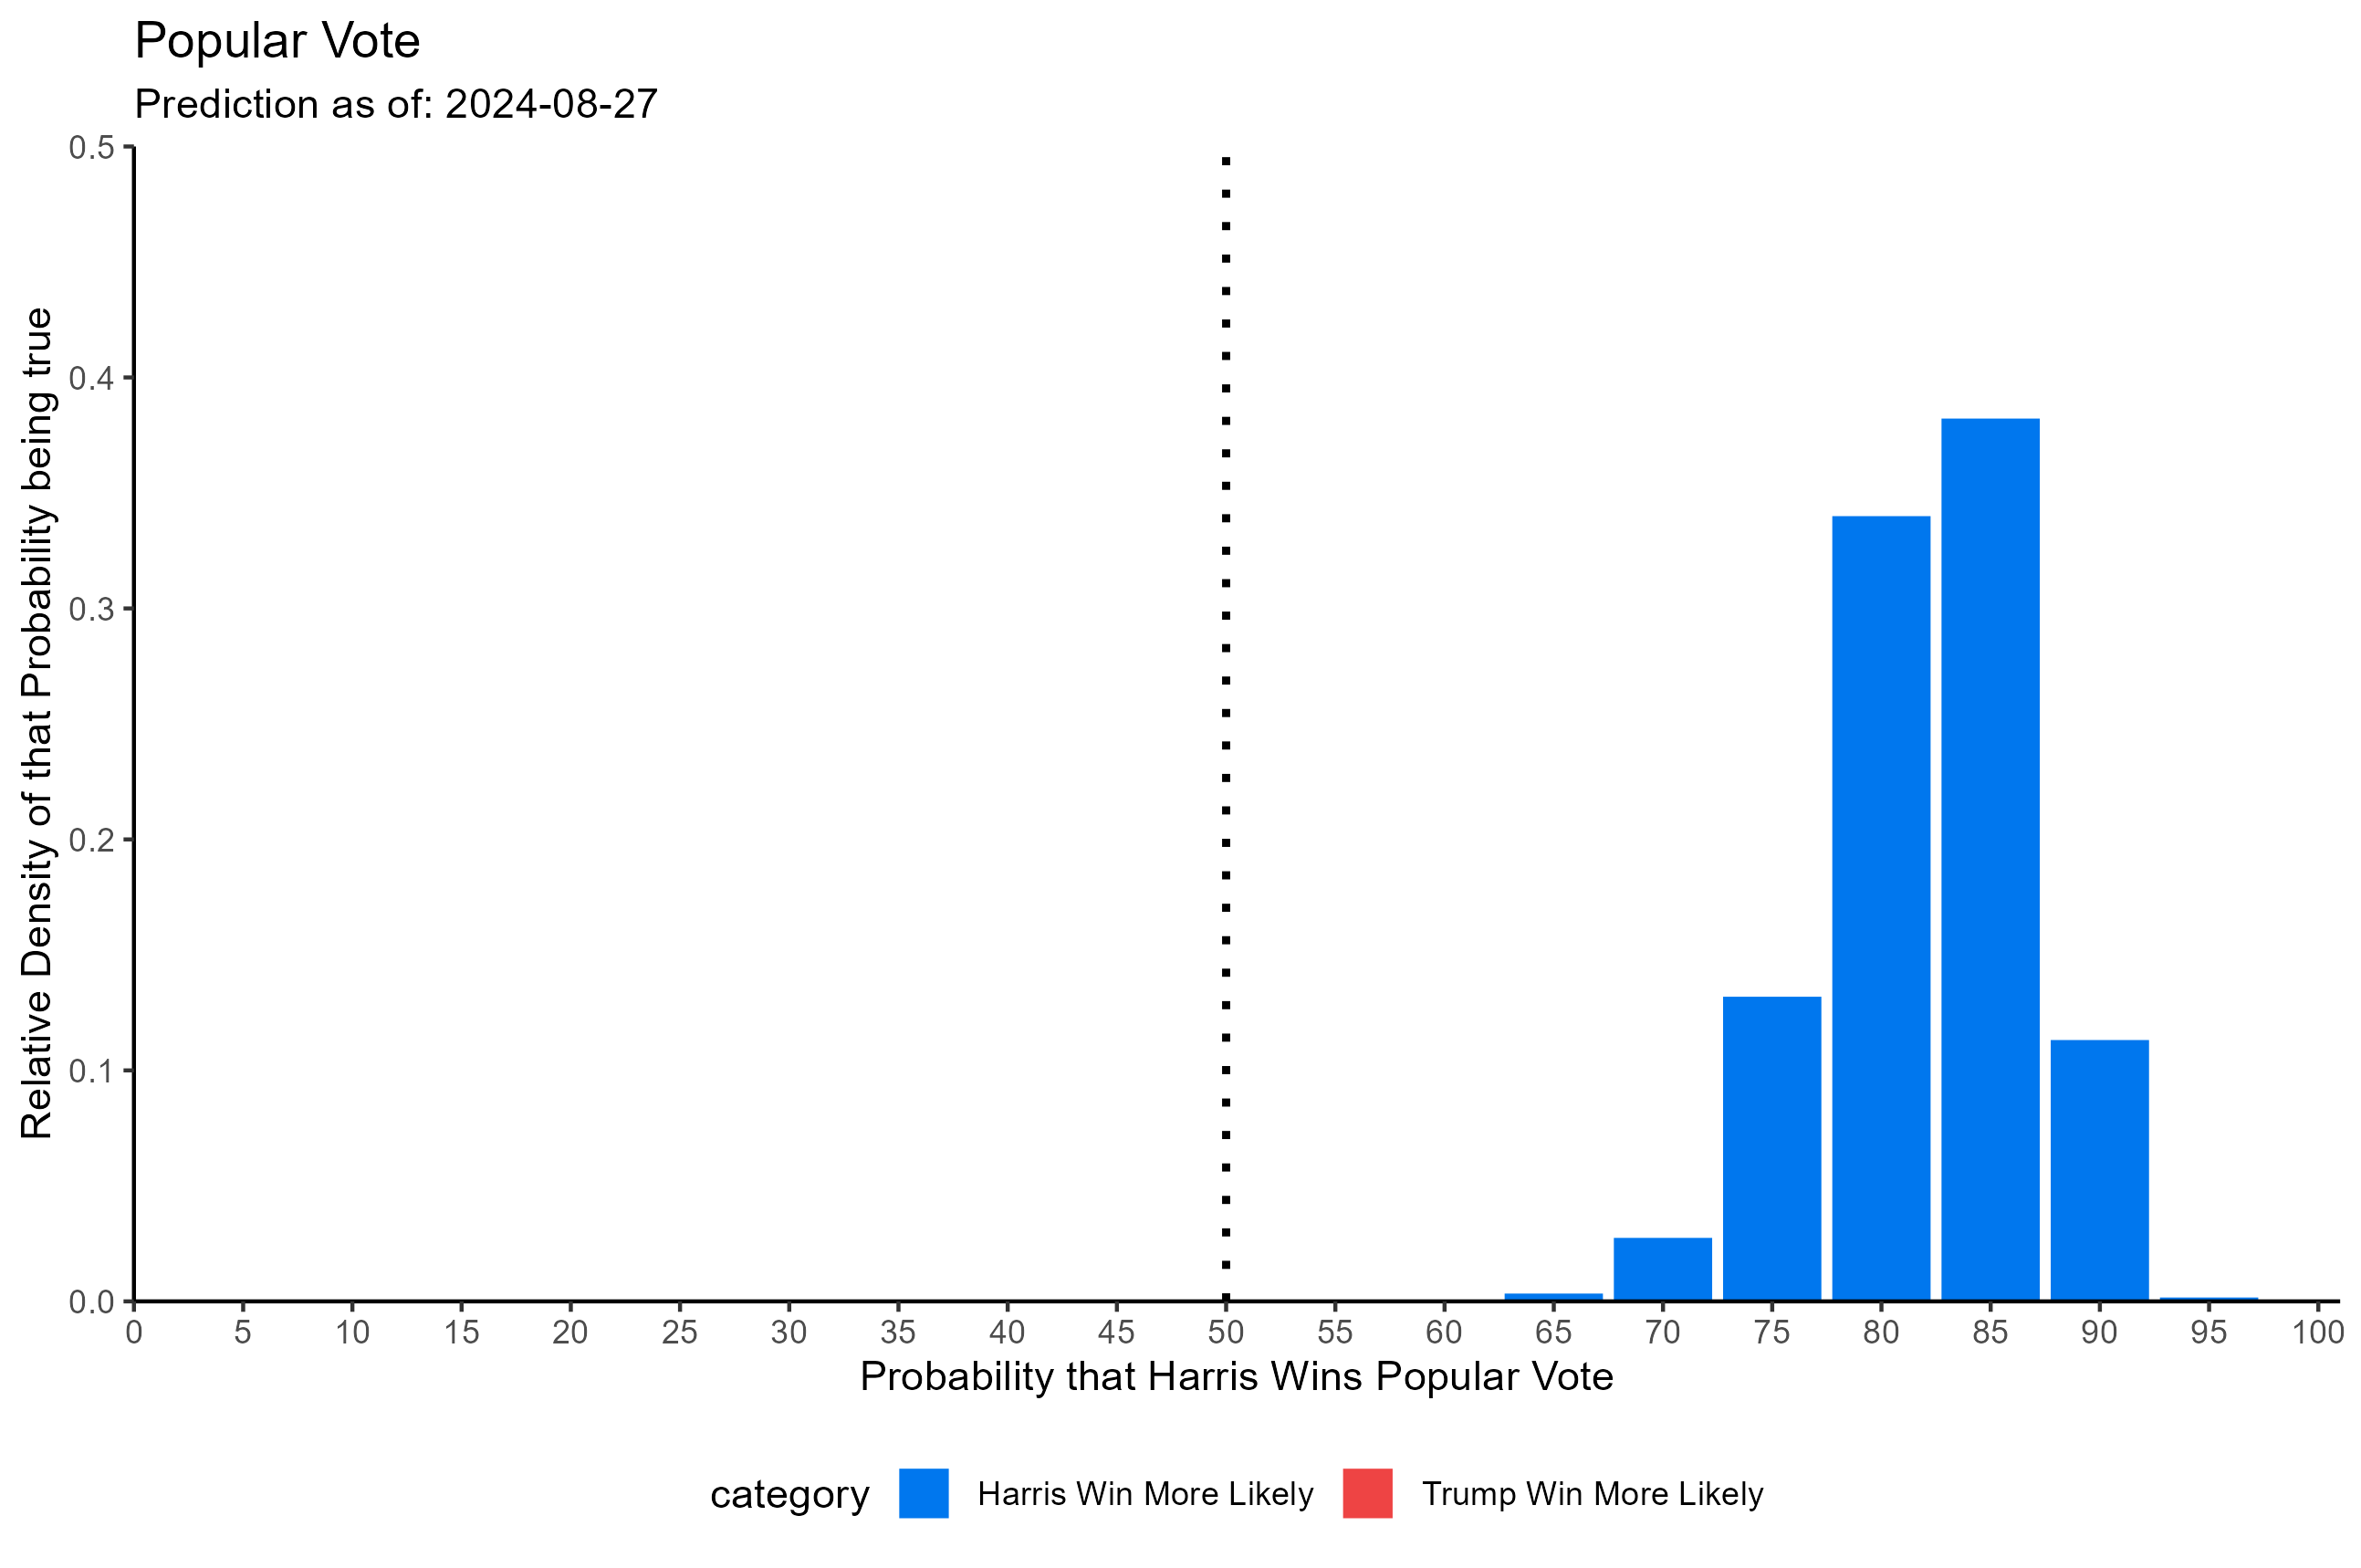 Popular Vote
Prediction as of: 2024-08-27
Relative Density of that Probability being true
0.5
0.4
0.3
0.2
0.1
0.0
0 5 10 15 20 25 30 35 40 45 50 55 60 65 70 75 80 85 90 95 100
Probability that Harris Wins Popular Vote
category Harris Win More Likely Trump Win More Likely